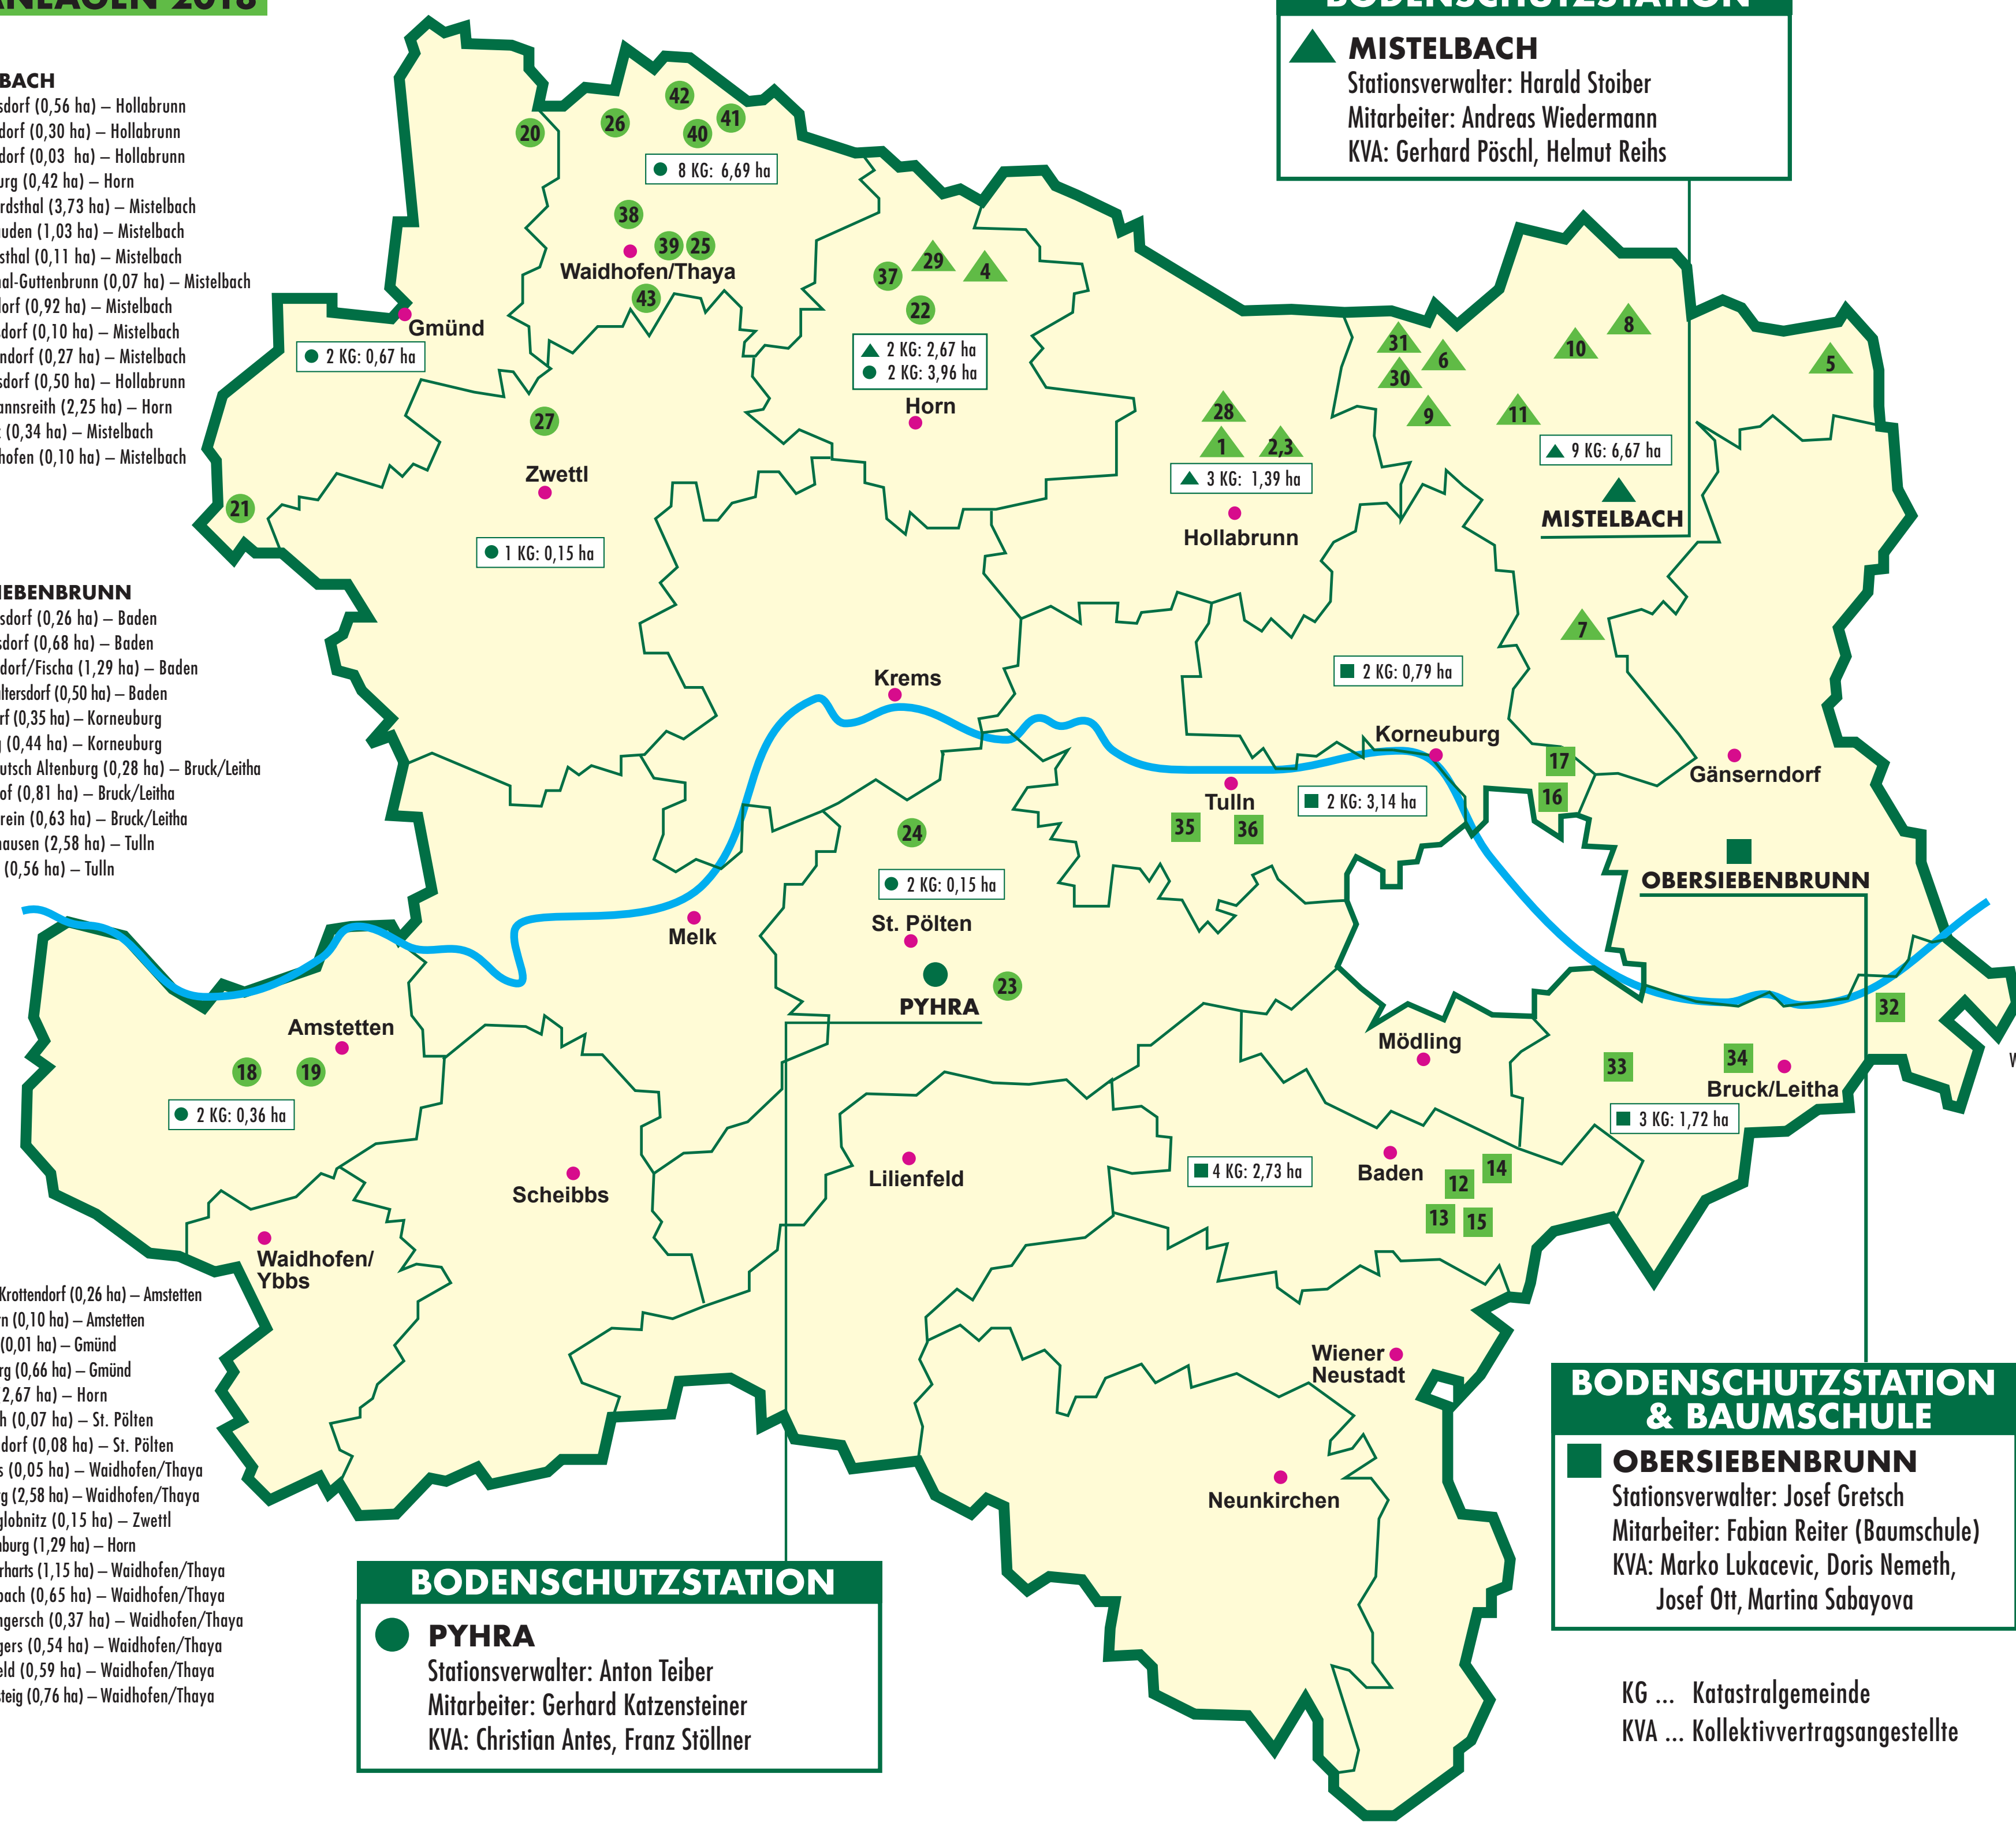 ANLAGEN 2018
BACH
sdorf (0,56 ha) – Hollabrunn
dorf (0,30 ha) – Hollabrunn
dorf (0,03 ha) – Hollabrunn
urg (0,42 ha) – Horn
rdsthal (3,73 ha) – Mistelbach
uden (1,03 ha) – Mistelbach
sthal (0,11 ha) – Mistelbach
al-Guttenbrunn (0,07 ha) – Mistelbach
orf (0,92 ha) – Mistelbach
sdorf (0,10 ha) – Mistelbach
ndorf (0,27 ha) – Mistelbach
sdorf (0,50 ha) – Hollabrunn
annsreith (2,25 ha) – Horn
(0,34 ha) – Mistelbach
hofen (0,10 ha) – Mistelbach
IEBENBRUNN
sdorf (0,26 ha) – Baden
sdorf (0,68 ha) – Baden
dorf/Fischa (1,29 ha) – Baden
ltersdorf (0,50 ha) – Baden
rf (0,35 ha) – Korneuburg
g (0,44 ha) – Korneuburg
utsch Altenburg (0,28 ha) – Bruck/Leitha
of (0,81 ha) – Bruck/Leitha
rein (0,63 ha) – Bruck/Leitha
hausen (2,58 ha) – Tulln
(0,56 ha) – Tulln
Krottendorf (0,26 ha) – Amstetten
rn (0,10 ha) – Amstetten
(0,01 ha) – Gmünd
rg (0,66 ha) – Gmünd
2,67 ha) – Horn
h (0,07 ha) – St. Pölten
dorf (0,08 ha) – St. Pölten
s (0,05 ha) – Waidhofen/Thaya
rg (2,58 ha) – Waidhofen/Thaya
globnitz (0,15 ha) – Zwettl
nburg (1,29 ha) – Horn
rharts (1,15 ha) – Waidhofen/Thaya
bach (0,65 ha) – Waidhofen/Thaya
ngersch (0,37 ha) – Waidhofen/Thaya
gers (0,54 ha) – Waidhofen/Thaya
eld (0,59 ha) – Waidhofen/Thaya
steig (0,76 ha) – Waidhofen/Thaya
BODENSCHUTZSTATION
MISTELBACH
Stationsverwalter: Harald Stoiber
Mitarbeiter: Andreas Wiedermann
KVA: Gerhard Pöschl, Helmut Reihs
42
41
26
40
20
8 KG: 6,69 ha
38
39
25
Waidhofen/Thaya
43
Gmünd
2 KG: 0,67 ha
29
4
37
22
2 KG: 2,67 ha
2 KG: 3,96 ha
Horn
8
31
10
6
5
30
28
9
11
1
2,3
9 KG: 6,67 ha
3 KG: 1,39 ha
MISTELBACH
Hollabrunn
27
Zwettl
21
1 KG: 0,15 ha
7
2 KG: 0,79 ha
Krems
Korneuburg
17
Gänserndorf
16
Tulln
2 KG: 3,14 ha
35
36
24
2 KG: 0,15 ha
OBERSIEBENBRUNN
St. Pölten
Melk
PYHRA
23
32
Amstetten
18
19
2 KG: 0,36 ha
Mödling
33
34
Bruck/Leitha
3 KG: 1,72 ha
Lilienfeld
4 KG: 2,73 ha
Baden
14
12
13
15
Scheibbs
Waidhofen/
Ybbs
Wiener
Neustadt
Neunkirchen
W
BODENSCHUTZSTATION
& BAUMSCHULE
OBERSIEBENBRUNN
Stationsverwalter: Josef Gretsch
Mitarbeiter: Fabian Reiter (Baumschule)
KVA: Marko Lukacevic, Doris Nemeth,
Josef Ott, Martina Sabayova
BODENSCHUTZSTATION
PYHRA
Stationsverwalter: Anton Teiber
Mitarbeiter: Gerhard Katzensteiner
KVA: Christian Antes, Franz Stöllner
KG ... Katastralgemeinde
KVA ... Kollektivvertragsangestellte